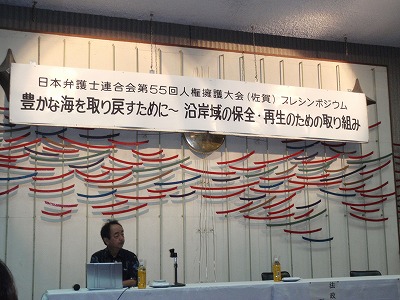 日本弁護士連合会第55回人権擁護大会(佐賀) プレシンポジウム
豊かな海を取り戻すために～ 沿岸域の保全・再生のための取り組み